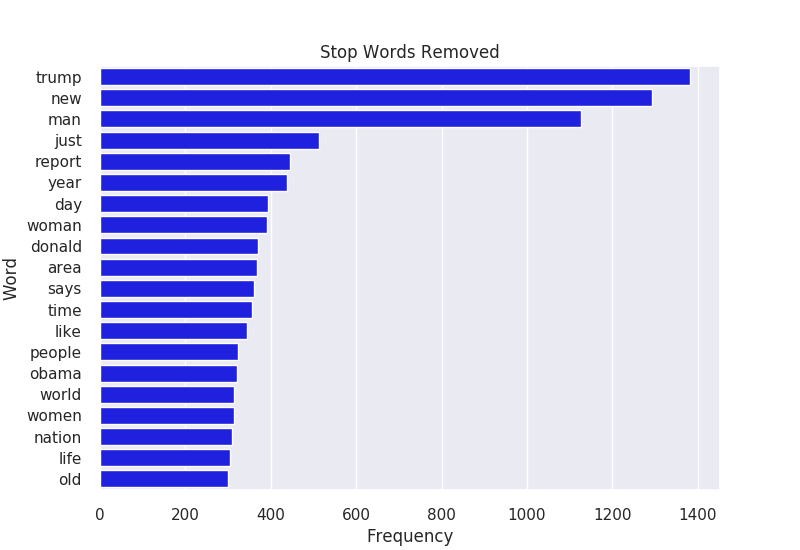 Stop Words Removed
trump
new
man
just
report
year
day
woman
donald
area
says
time
like
people
obama
world
women
nation
life
old
Word
0 200 400 600 800 1000 1200 1400
Frequency